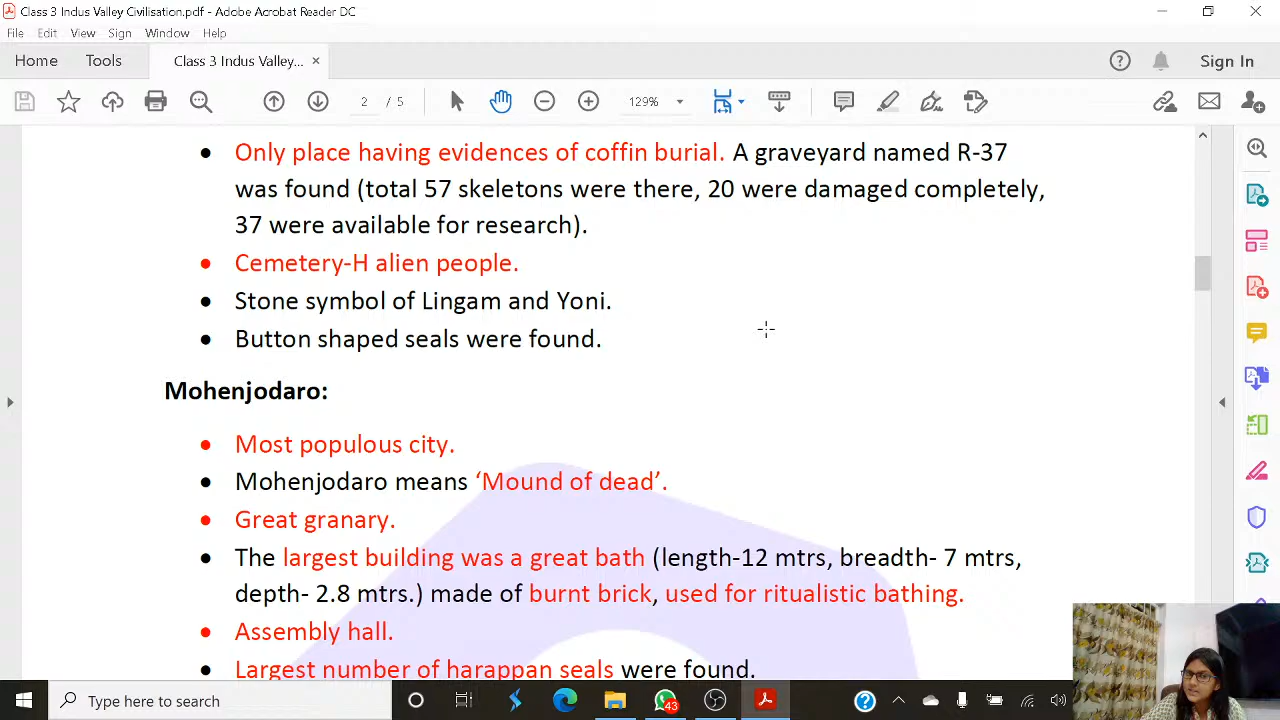 Class 3 Indus Valley Civilisation.pdf - Adobe Acrobat Reader DC
File Edit View Sign Window Help
Home Tools Class 3 Indus Valley... × Sign In
2 / 5 129%
• Only place having evidences of coffin burial. A graveyard named R-37
was found (total 57 skeletons were there, 20 were damaged completely,
37 were available for research).
• Cemetery-H alien people.
• Stone symbol of Lingam and Yoni.
• Button shaped seals were found.
Mohenjodaro:
• Most populous city.
• Mohenjodaro means ‘Mound of dead’.
• Great granary.
• The largest building was a great bath (length-12 mtrs, breadth- 7 mtrs,
depth- 2.8 mtrs.) made of burnt brick, used for ritualistic bathing.
• Assembly hall.
• Largest number of harappan seals were found.
Type here to search 43